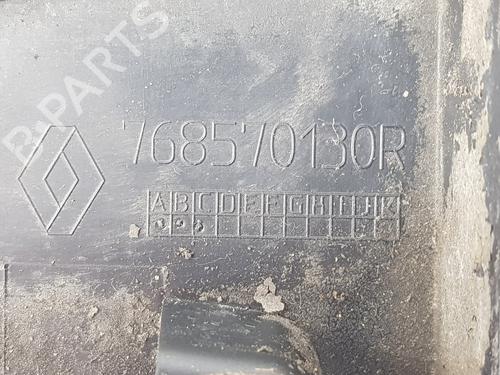 B-PARTS
768570130R
A B C D E F G H I J K